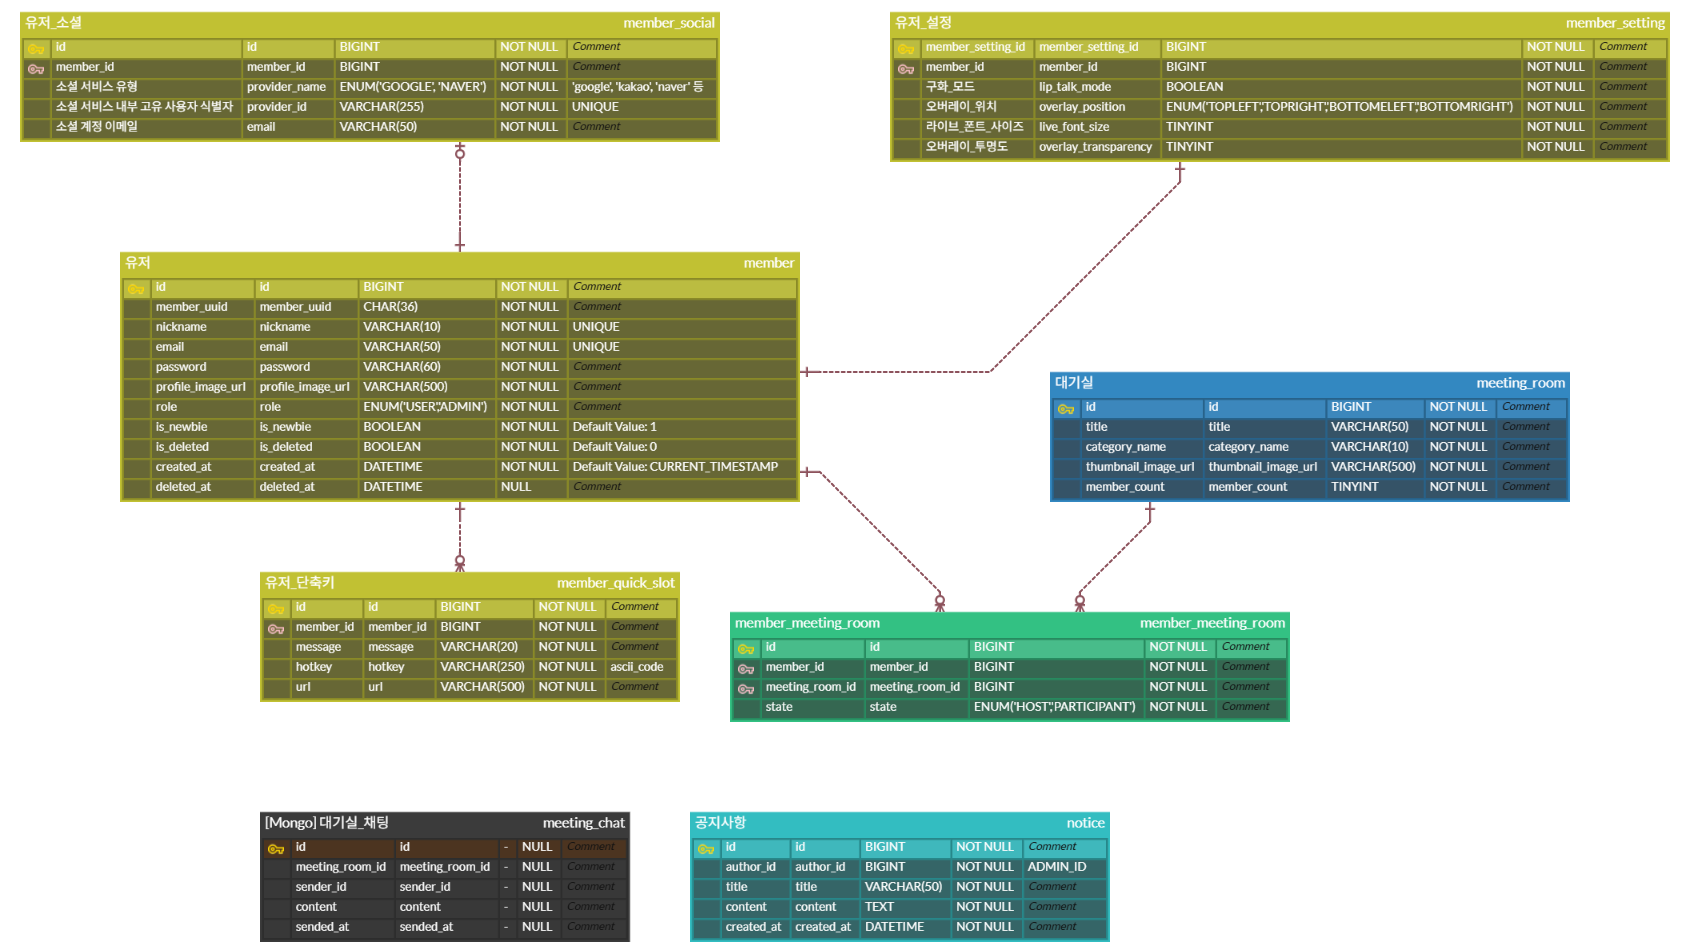 유저_소셜 member_social
id id BIGINT NOT NULL Comment
member_id member_id BIGINT NOT NULL Comment
소셜 서비스 유형 provider_name ENUM('GOOGLE', 'NAVER') NOT NULL 'google', 'kakao', 'naver' 등
소셜 서비스 내부 고유 사용자 식별자 provider_id VARCHAR(255) NOT NULL UNIQUE
소셜 계정 이메일 email VARCHAR(50) NOT NULL Comment
유저_설정 member_setting
member_setting_id member_setting_id BIGINT NOT NULL Comment
member_id member_id BIGINT NOT NULL Comment
구화_모드 lip_talk_mode BOOLEAN NOT NULL Comment
오버레이_위치 overlay_position ENUM('TOPLEFT','TOPRIGHT','BOTTOMELEFT','BOTTOMRIGHT') NOT NULL Comment
라이브_폰트_사이즈 live_font_size TINYINT NOT NULL Comment
오버레이_투명도 overlay_transparency TINYINT NOT NULL Comment
유저 member
id id BIGINT NOT NULL Comment
member_uuid member_uuid CHAR(36) NOT NULL Comment
nickname nickname VARCHAR(10) NOT NULL UNIQUE
email email VARCHAR(50) NOT NULL UNIQUE
password password VARCHAR(60) NOT NULL Comment
profile_image_url profile_image_url VARCHAR(500) NOT NULL Comment
role role ENUM('USER','ADMIN') NOT NULL Comment
is_newbie is_newbie BOOLEAN NOT NULL Default Value: 1
is_deleted is_deleted BOOLEAN NOT NULL Default Value: 0
created_at created_at DATETIME NOT NULL Default Value: CURRENT_TIMESTAMP
deleted_at deleted_at DATETIME NULL Comment
대기실 meeting_room
id id BIGINT NOT NULL Comment
title title VARCHAR(50) NOT NULL Comment
category_name category_name VARCHAR(10) NOT NULL Comment
thumbnail_image_url thumbnail_image_url VARCHAR(500) NOT NULL Comment
member_count member_count TINYINT NOT NULL Comment
유저_단축키 member_quick_slot
id id BIGINT NOT NULL Comment
member_id member_id BIGINT NOT NULL Comment
message message VARCHAR(20) NOT NULL Comment
hotkey hotkey VARCHAR(250) NOT NULL ascii_code
url url VARCHAR(500) NOT NULL Comment
member_meeting_room member_meeting_room
id id BIGINT NOT NULL Comment
member_id member_id BIGINT NOT NULL Comment
meeting_room_id meeting_room_id BIGINT NOT NULL Comment
state state ENUM('HOST','PARTICIPANT') NOT NULL Comment
[Mongo] 대기실_채팅 meeting_chat
id id - NULL Comment
meeting_room_id meeting_room_id - NULL Comment
sender_id sender_id - NULL Comment
content content - NULL Comment
sended_at sended_at - NULL Comment
공지사항 notice
id id BIGINT NOT NULL Comment
author_id author_id BIGINT NOT NULL ADMIN_ID
title title VARCHAR(50) NOT NULL Comment
content content TEXT NOT NULL Comment
created_at created_at DATETIME NOT NULL Comment